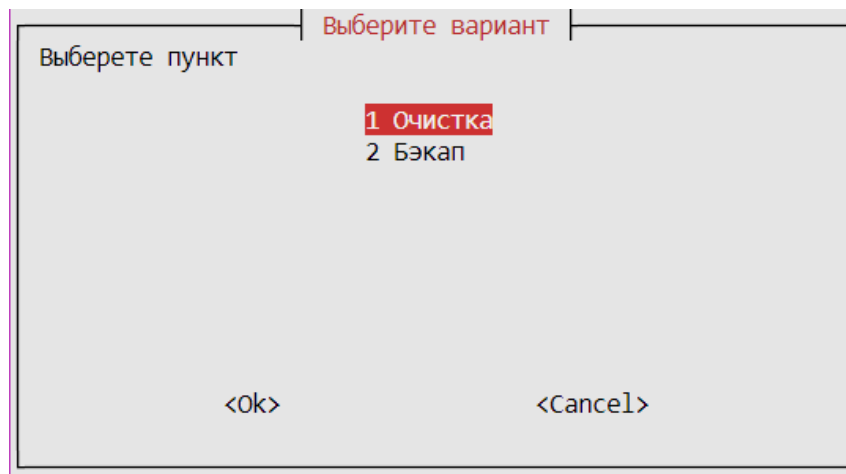 Выберите вариант
Выберете пункт
1 Очистка
2 Бэкап
<Ok> <Cancel>